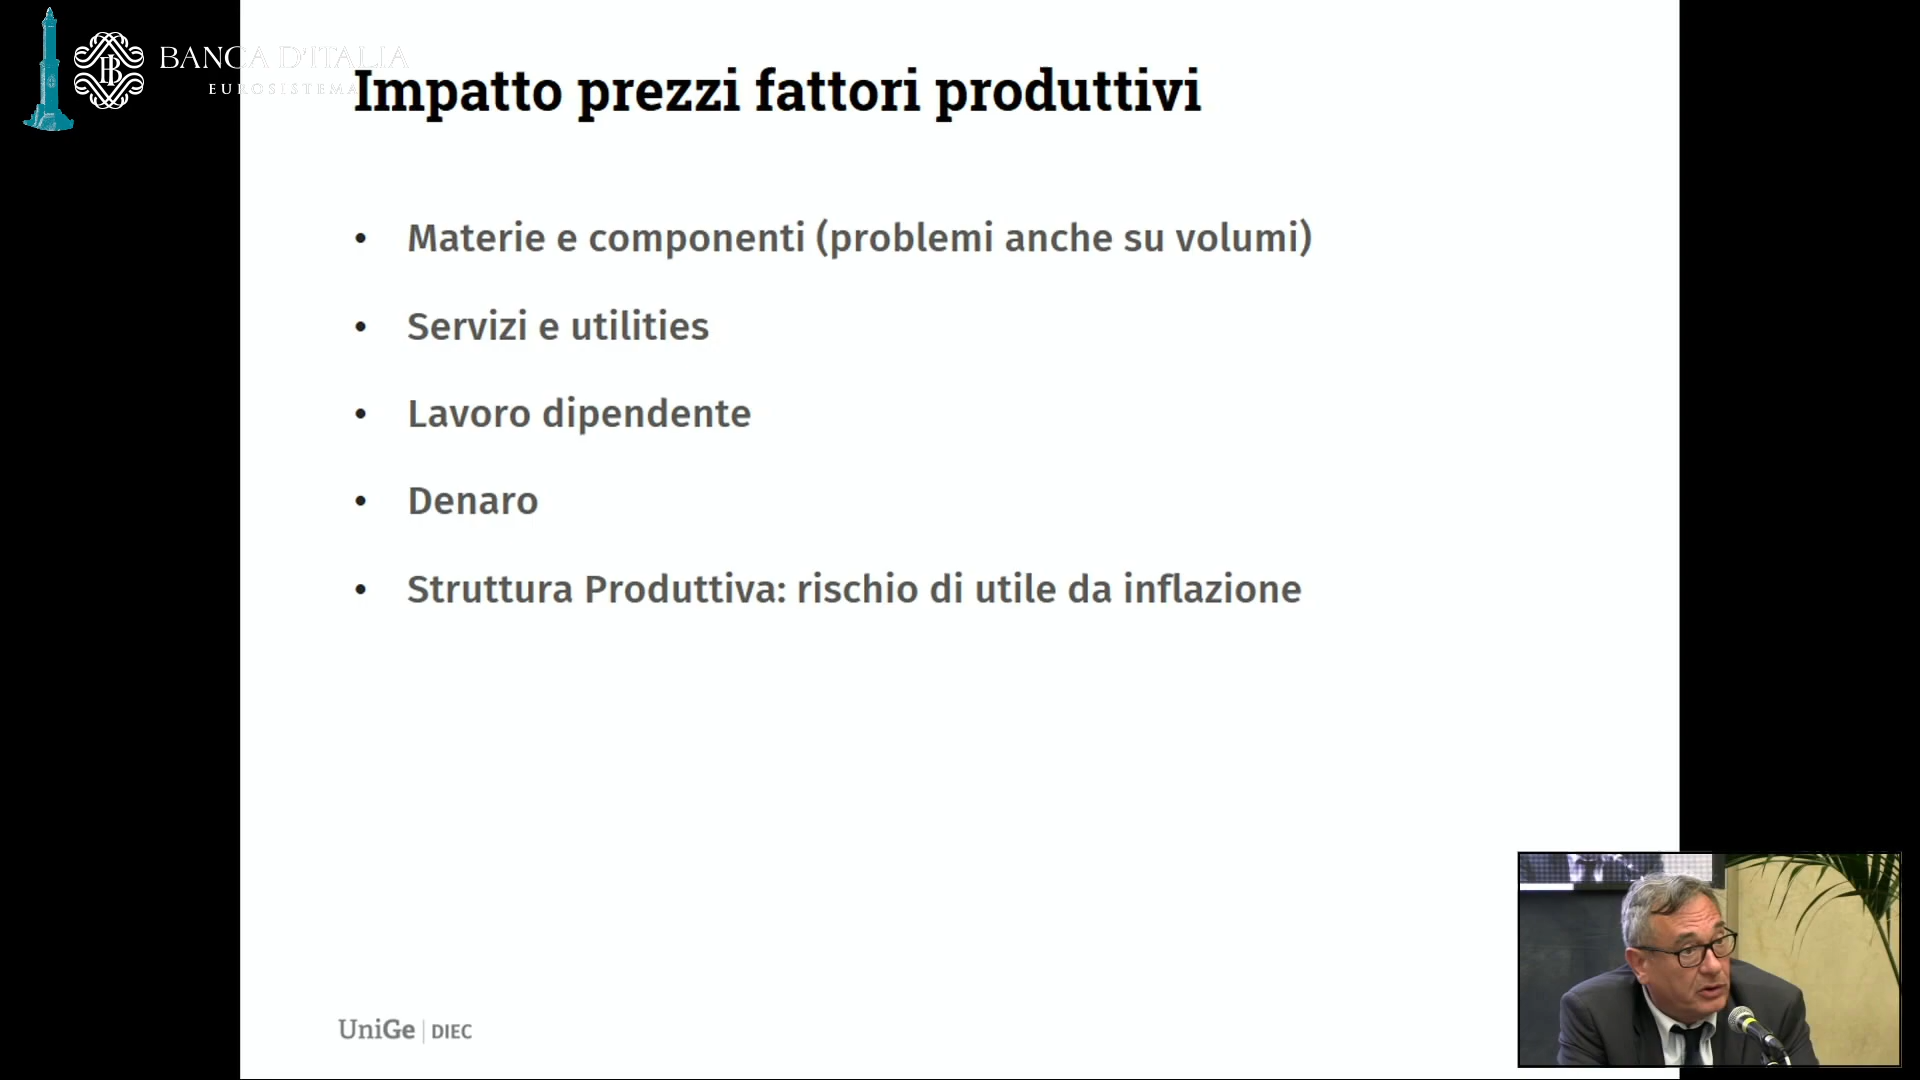 BANCA D'ITALIA
EUROSISTEMA
Impatto prezzi fattori produttivi
• Materie e componenti (problemi anche su volumi)
• Servizi e utilities
• Lavoro dipendente
• Denaro
• Struttura Produttiva: rischio di utile da inflazione
UniGe | DIEC